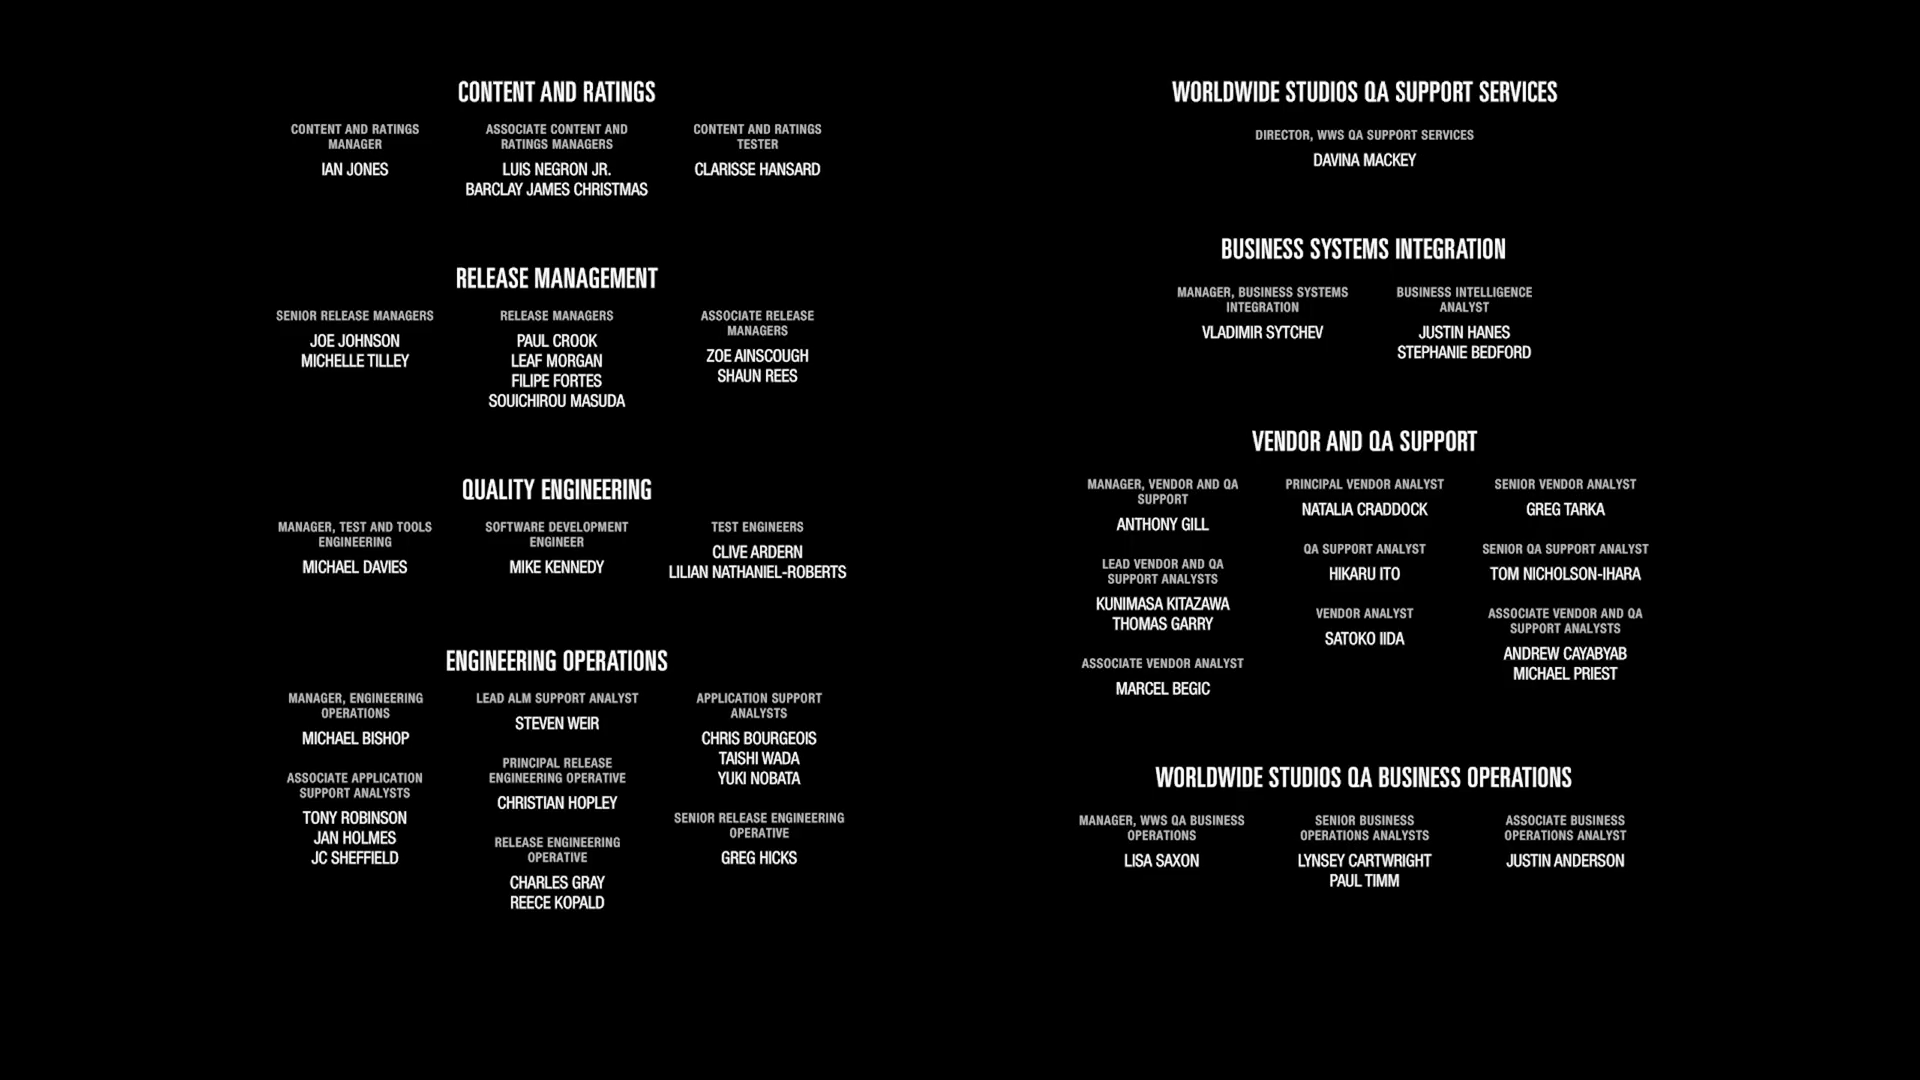 CONTENT AND RATINGS
CONTENT AND RATINGS
MANAGER
IAN JONES
ASSOCIATE CONTENT AND
RATINGS MANAGERS
LUIS NEGRON JR.
BARCLAY JAMES CHRISTMAS
CONTENT AND RATINGS
TESTER
CLARISSE HANSARD
RELEASE MANAGEMENT
SENIOR RELEASE MANAGERS
JOE JOHNSON
MICHELLE TILLEY
RELEASE MANAGERS
PAUL CROOK
LEAF MORGAN
FILIPE FORTES
SOUICHIROU MASUDA
ASSOCIATE RELEASE
MANAGERS
ZOE AINSCOUGH
SHAUN REES
QUALITY ENGINEERING
MANAGER, TEST AND TOOLS
ENGINEERING
MICHAEL DAVIES
SOFTWARE DEVELOPMENT
ENGINEER
MIKE KENNEDY
TEST ENGINEERS
CLIVE ARDERN
LILIAN NATHANIEL-ROBERTS
ENGINEERING OPERATIONS
MANAGER, ENGINEERING
OPERATIONS
MICHAEL BISHOP
ASSOCIATE APPLICATION
SUPPORT ANALYSTS
TONY ROBINSON
JAN HOLMES
JC SHEFFIELD
LEAD ALM SUPPORT ANALYST
STEVEN WEIR
PRINCIPAL RELEASE
ENGINEERING OPERATIVE
CHRISTIAN HOPLEY
RELEASE ENGINEERING
OPERATIVE
CHARLES GRAY
REECE KOPALD
APPLICATION SUPPORT
ANALYSTS
CHRIS BOURGEOIS
TAISHI WADA
YUKI NOBATA
SENIOR RELEASE ENGINEERING
OPERATIVE
GREG HICKS
WORLDWIDE STUDIOS QA SUPPORT SERVICES
DIRECTOR, WWS QA SUPPORT SERVICES
DAVINA MACKEY
BUSINESS SYSTEMS INTEGRATION
MANAGER, BUSINESS SYSTEMS
INTEGRATION
VLADIMIR SYTCHEV
BUSINESS INTELLIGENCE
ANALYST
JUSTIN HANES
STEPHANIE BEDFORD
VENDOR AND QA SUPPORT
MANAGER, VENDOR AND QA
SUPPORT
ANTHONY GILL
LEAD VENDOR AND QA
SUPPORT ANALYSTS
KUNIMASA KITAZAWA
THOMAS GARRY
ASSOCIATE VENDOR ANALYST
MARCEL BEGIC
PRINCIPAL VENDOR ANALYST
NATALIA CRADDOCK
QA SUPPORT ANALYST
HIKARU ITO
VENDOR ANALYST
SATOKO IIDA
SENIOR VENDOR ANALYST
GREG TARKA
SENIOR QA SUPPORT ANALYST
TOM NICHOLSON-IHARA
ASSOCIATE VENDOR AND QA
SUPPORT ANALYSTS
ANDREW CAYABYAB
MICHAEL PRIEST
WORLDWIDE STUDIOS QA BUSINESS OPERATIONS
MANAGER, WWS QA BUSINESS
OPERATIONS
LISA SAXON
SENIOR BUSINESS
OPERATIONS ANALYSTS
LYNSEY CARTWRIGHT
PAUL TIMM
ASSOCIATE BUSINESS
OPERATIONS ANALYST
JUSTIN ANDERSON